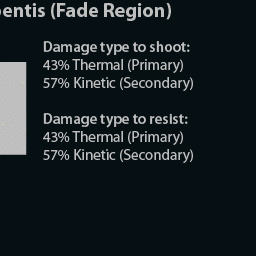 entis (Fade Region)
Damage type to shoot:
43% Thermal (Primary)
57% Kinetic (Secondary)
Damage type to resist:
43% Thermal (Primary)
57% Kinetic (Secondary)